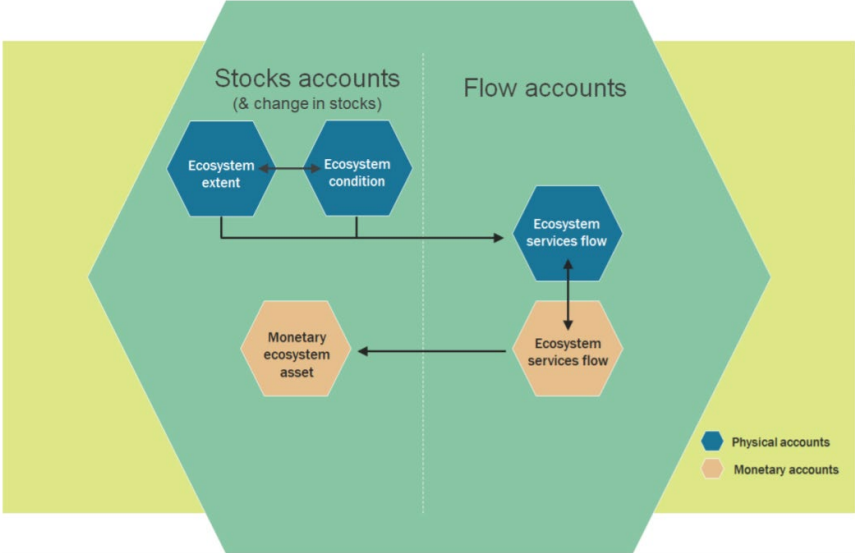 Stocks accounts
(& change in stocks)
Flow accounts
Ecosystem
extent
Ecosystem
condition
Ecosystem
services flow
Monetary
ecosystem
asset
Ecosystem
services flow
Physical accounts
Monetary accounts